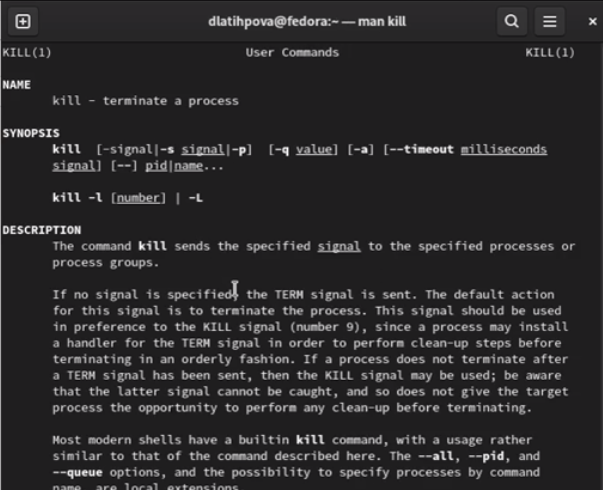 dlatihpova@fedora:~ — man kill
KILL(1) User Commands KILL(1)
NAME
kill - terminate a process
SYNOPSIS
kill [-signal|-s signal|-p] [-q value] [-a] [--timeout milliseconds
signal] [--] pid|name...
kill -l [number] | -L
DESCRIPTION
The command kill sends the specified signal to the specified processes or
process groups.
If no signal is specified, the TERM signal is sent. The default action
for this signal is to terminate the process. This signal should be used
in preference to the KILL signal (number 9), since a process may install
a handler for the TERM signal in order to perform clean-up steps before
terminating in an orderly fashion. If a process does not terminate after
a TERM signal has been sent, then the KILL signal may be used; be aware
that the latter signal cannot be caught, and so does not give the target
process the opportunity to perform any clean-up before terminating.
Most modern shells have a builtin kill command, with a usage rather
similar to that of the command described here. The --all, --pid, and
--queue options, and the possibility to specify processes by command
name, are local extensions.